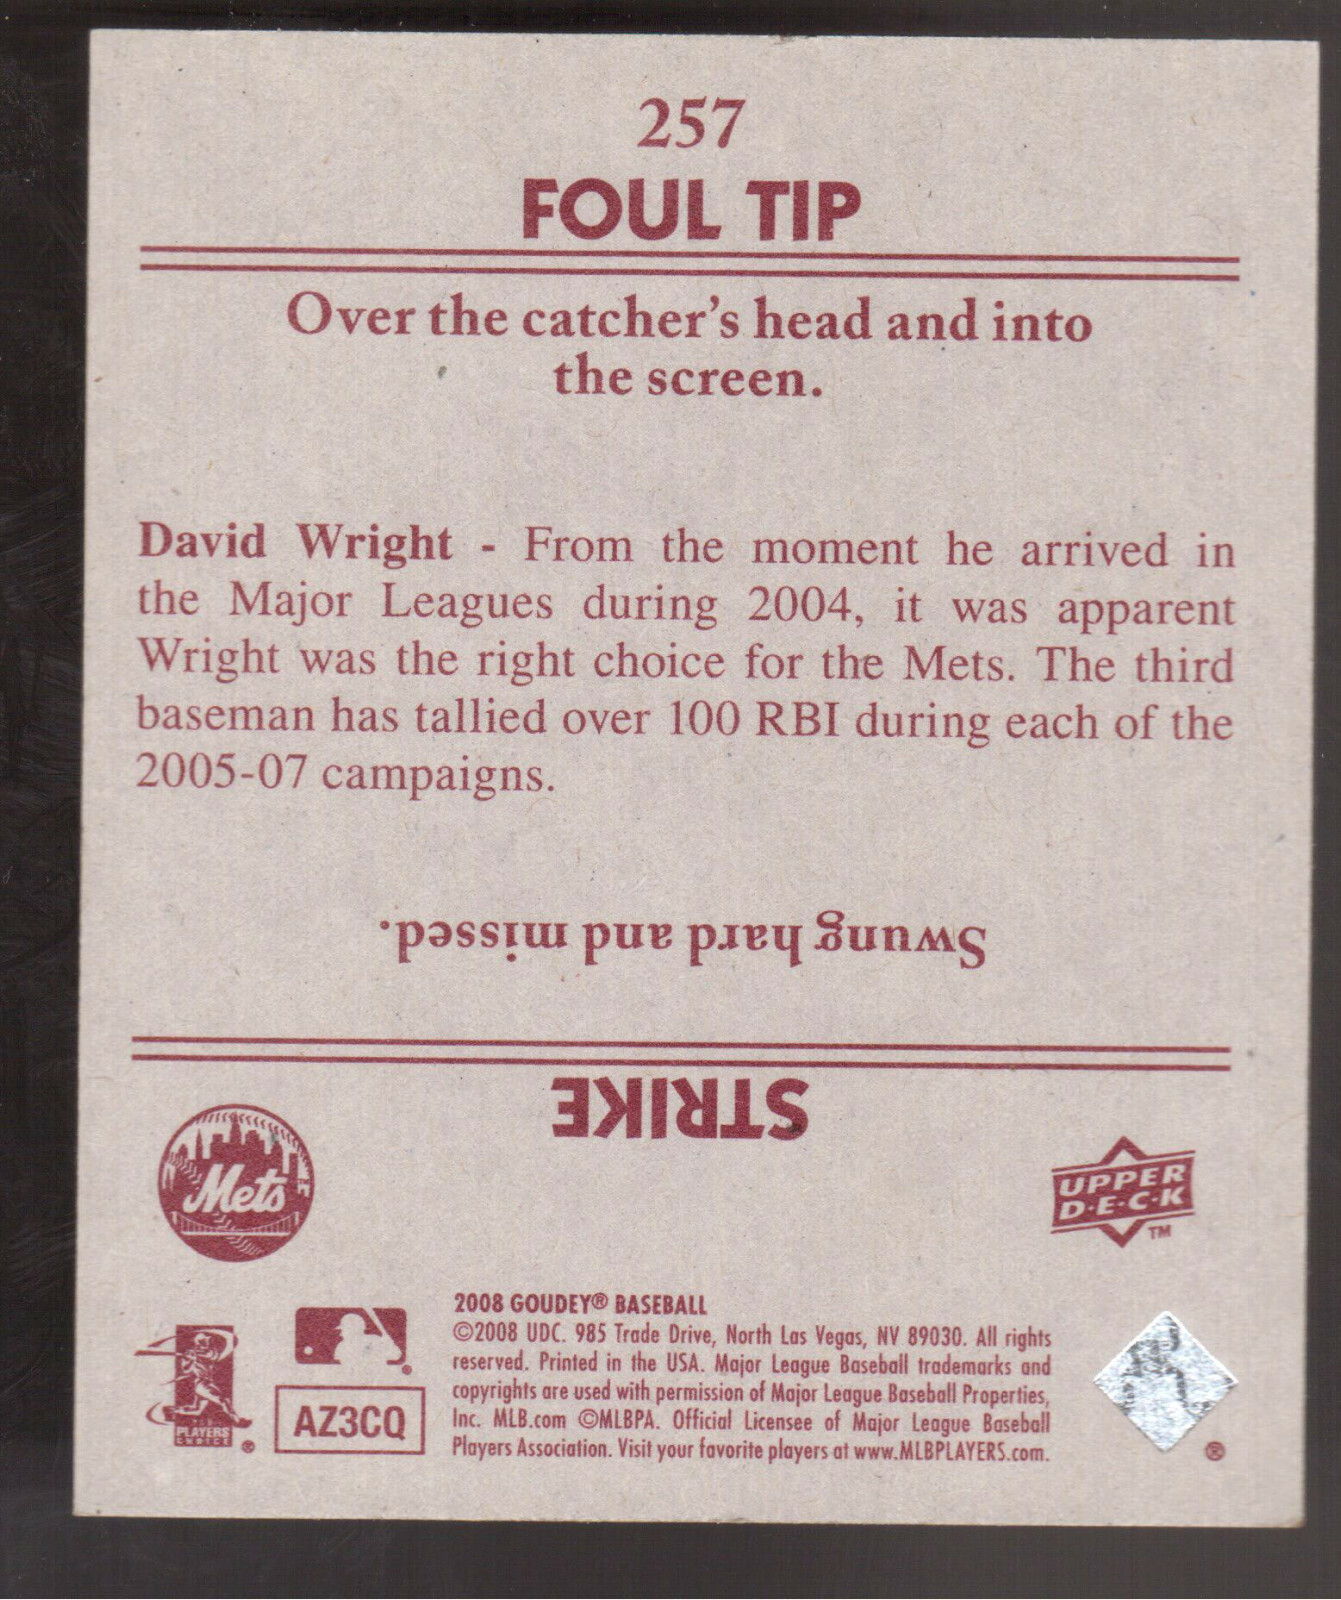 257
FOUL TIP
Over the catcher's head and into
the screen.
David Wright - From the moment he arrived in
the Major Leagues during 2004, it was apparent
Wright was the right choice for the Mets. The third
baseman has tallied over 100 RBI during each of the
2005-07 campaigns.
Swung hard and missed.
STRIKE
Mets
TM
UPPER
D·E·C·K
TM
PLAYERS
CHOICE
®
®
AZ3CQ
2008 GOUDEY® BASEBALL
©2008 UDC. 985 Trade Drive, North Las Vegas, NV 89030. All rights
reserved. Printed in the USA. Major League Baseball trademarks and
copyrights are used with permission of Major League Baseball Properties,
Inc. MLB.com ©MLBPA. Official Licensee of Major League Baseball
Players Association. Visit your favorite players at www.MLBPLAYERS.com.
®